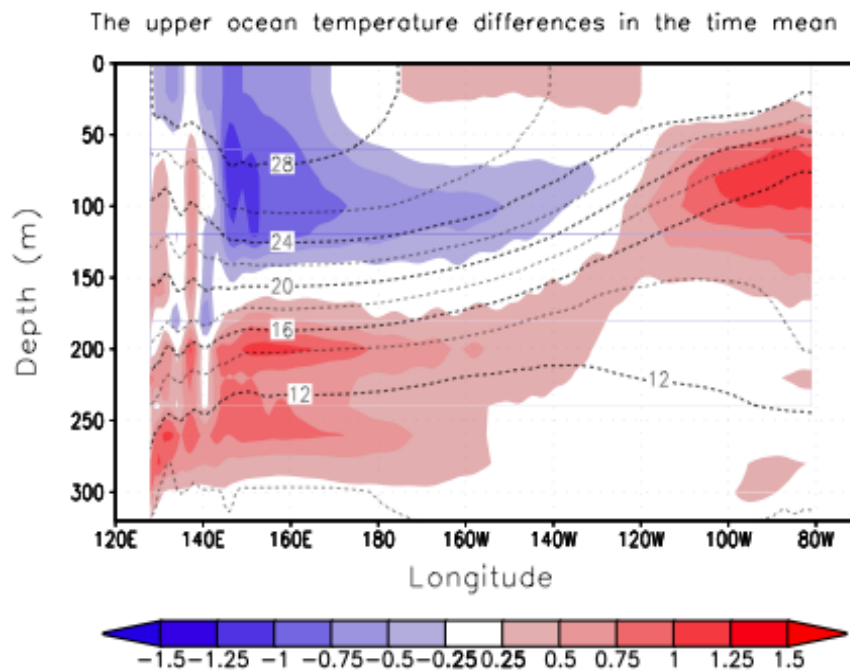 The upper ocean temperature differences in the time mean
0
50
100
150
200
250
300
Depth (m)
28
24
20
16
12
12
120E 140E 160E 180 160W 140W 120W 100W 80W
Longitude
-1.5 -1.25 -1 -0.75 -0.5 -0.25 0.25 0.5 0.75 1 1.25 1.5